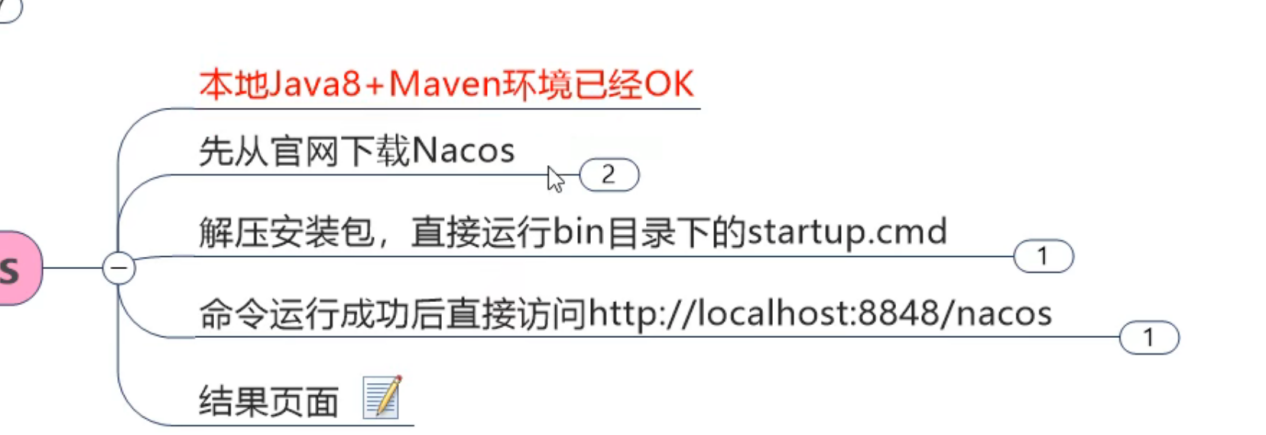 本地Java8+Maven环境已经OK
先从官网下载Nacos
2
解压安装包，直接运行bin目录下的startup.cmd
1
命令运行成功后直接访问http://localhost:8848/nacos
1
s
结果页面